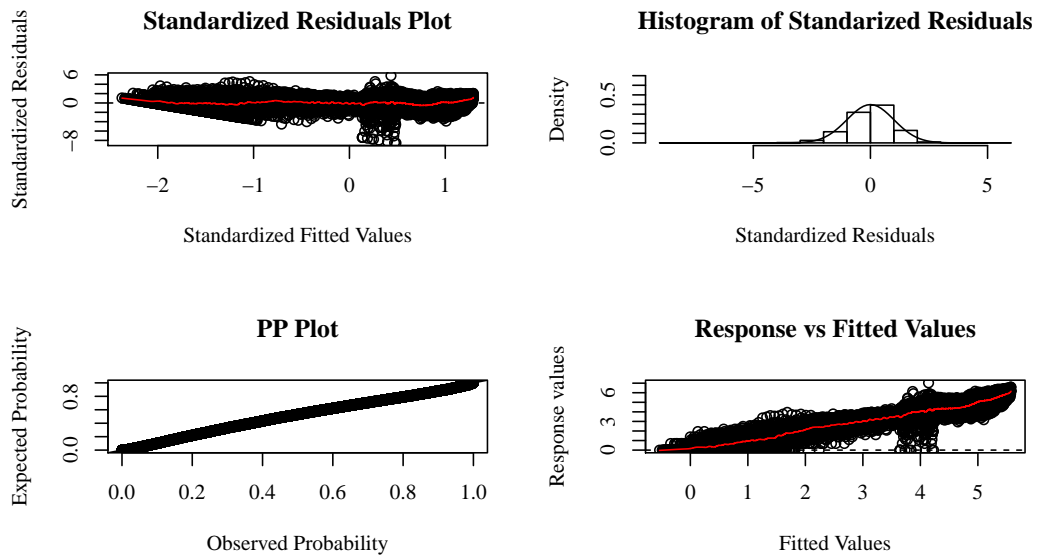 Standardized Residuals Plot
Standardized Residuals
6
0
−8
−2
−1
0
1
Standardized Fitted Values
Histogram of Standarized Residuals
Density
0.5
0.0
−5
0
5
Standardized Residuals
PP Plot
Expected Probability
0.8
0.0
0.0
0.2
0.4
0.6
0.8
1.0
Observed Probability
Response vs Fitted Values
Response values
6
3
0
0
1
2
3
4
5
Fitted Values